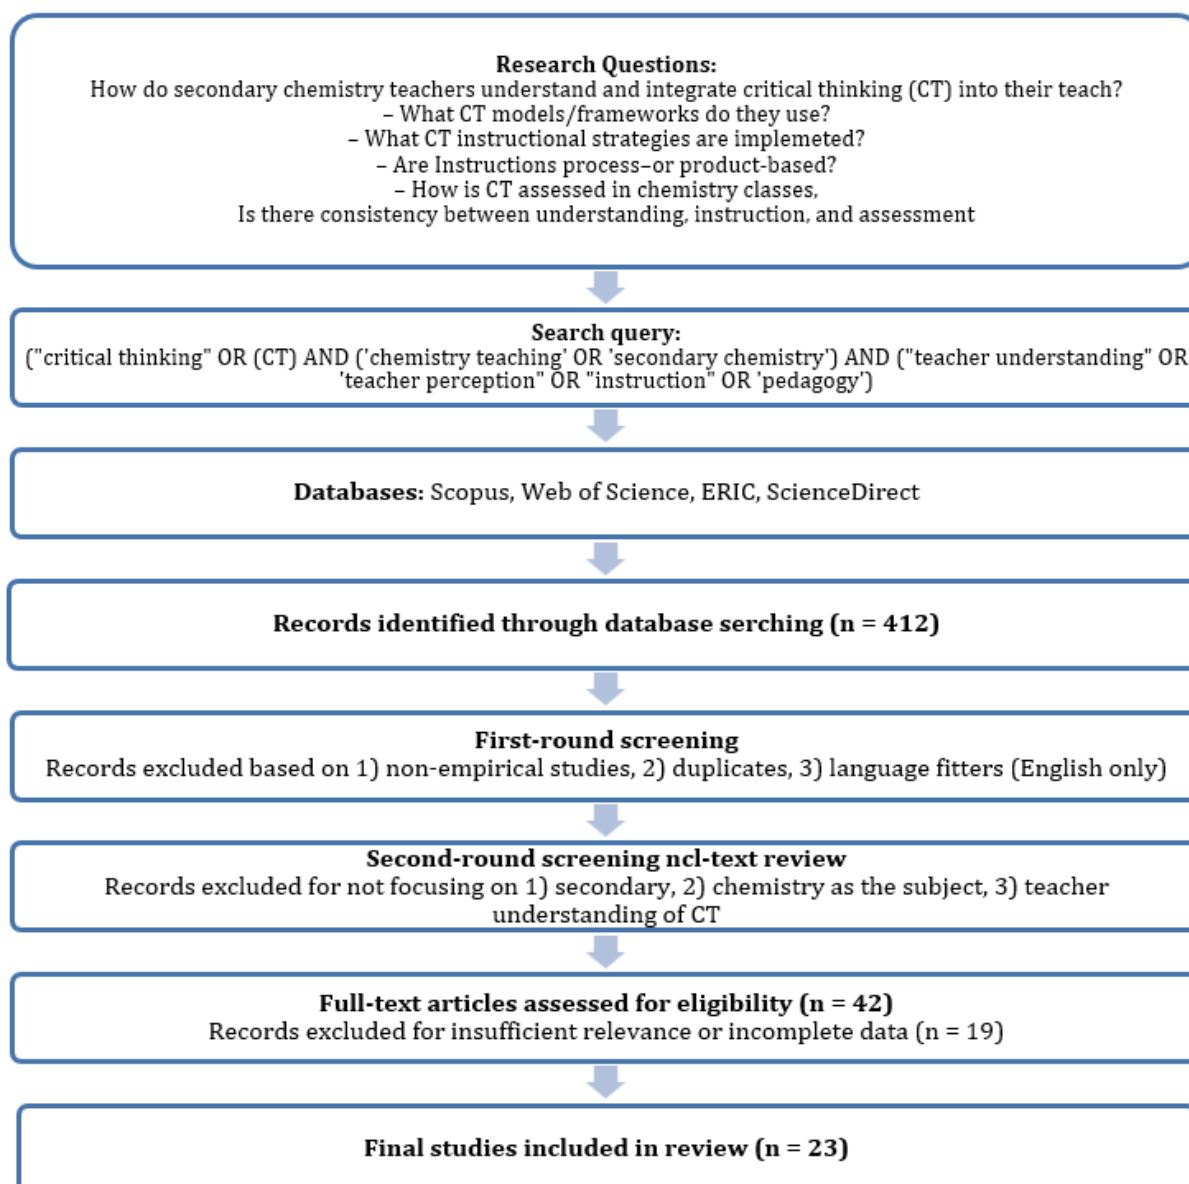 Research Questions:
How do secondary chemistry teachers understand and integrate critical thinking (CT) into their teach?
– What CT models/frameworks do they use?
– What CT instructional strategies are implemeted?
– Are Instructions process–or product-based?
– How is CT assessed in chemistry classes,
Is there consistency between understanding, instruction, and assessment
Search query:
("critical thinking" OR (CT) AND ('chemistry teaching' OR 'secondary chemistry') AND ("teacher understanding" OR
'teacher perception" OR "instruction" OR 'pedagogy')
Databases: Scopus, Web of Science, ERIC, ScienceDirect
Records identified through database serching (n = 412)
First-round screening
Records excluded based on 1) non-empirical studies, 2) duplicates, 3) language fitters (English only)
Second-round screening ncl-text review
Records excluded for not focusing on 1) secondary, 2) chemistry as the subject, 3) teacher
understanding of CT
Full-text articles assessed for eligibility (n = 42)
Records excluded for insufficient relevance or incomplete data (n = 19)
Final studies included in review (n = 23)